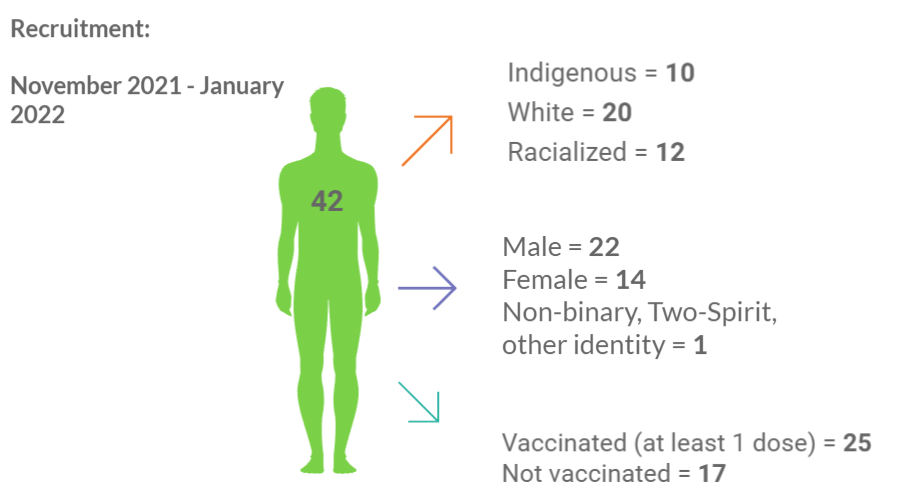 Recruitment:
November 2021 - January
2022
42
Indigenous = 10
White = 20
Racialized = 12
Male = 22
Female = 14
Non-binary, Two-Spirit,
other identity = 1
Vaccinated (at least 1 dose) = 25
Not vaccinated = 17